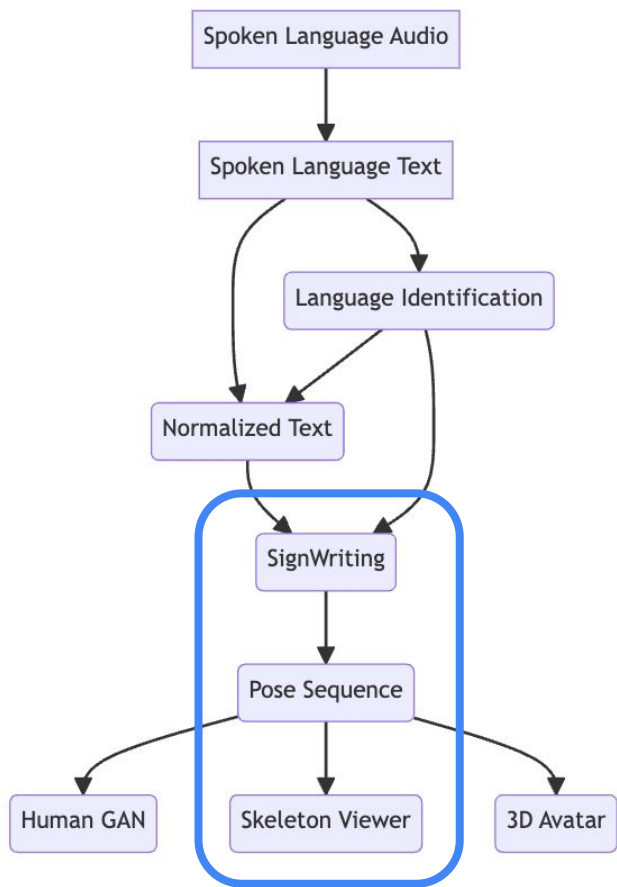 Spoken Language Audio
Spoken Language Text
Language Identification
Normalized Text
SignWriting
Pose Sequence
Human GAN
Skeleton Viewer
3D Avatar